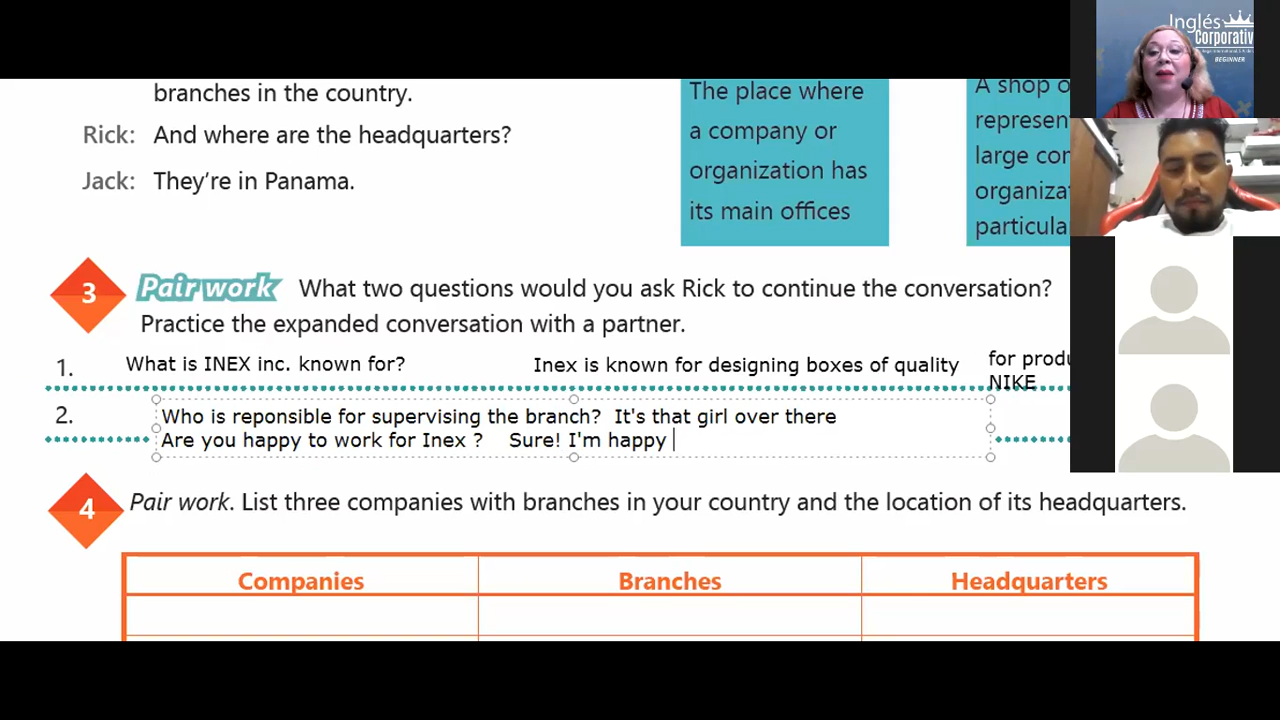 Inglés
Corporativ
BEGINNER
branches in the country.
Rick: And where are the headquarters?
Jack: They're in Panama.
The place where
a company or
organization has
its main offices
A shop o
represen
large cor
organiza
particula
3 Pair work What two questions would you ask Rick to continue the conversation?
Practice the expanded conversation with a partner.
1. What is INEX inc. known for? Inex is known for designing boxes of quality for produ
NIKE
2. Who is reponsible for supervising the branch? It's that girl over there
Are you happy to work for Inex ? Sure! I'm happy
4 Pair work. List three companies with branches in your country and the location of its headquarters.
Companies Branches Headquarters